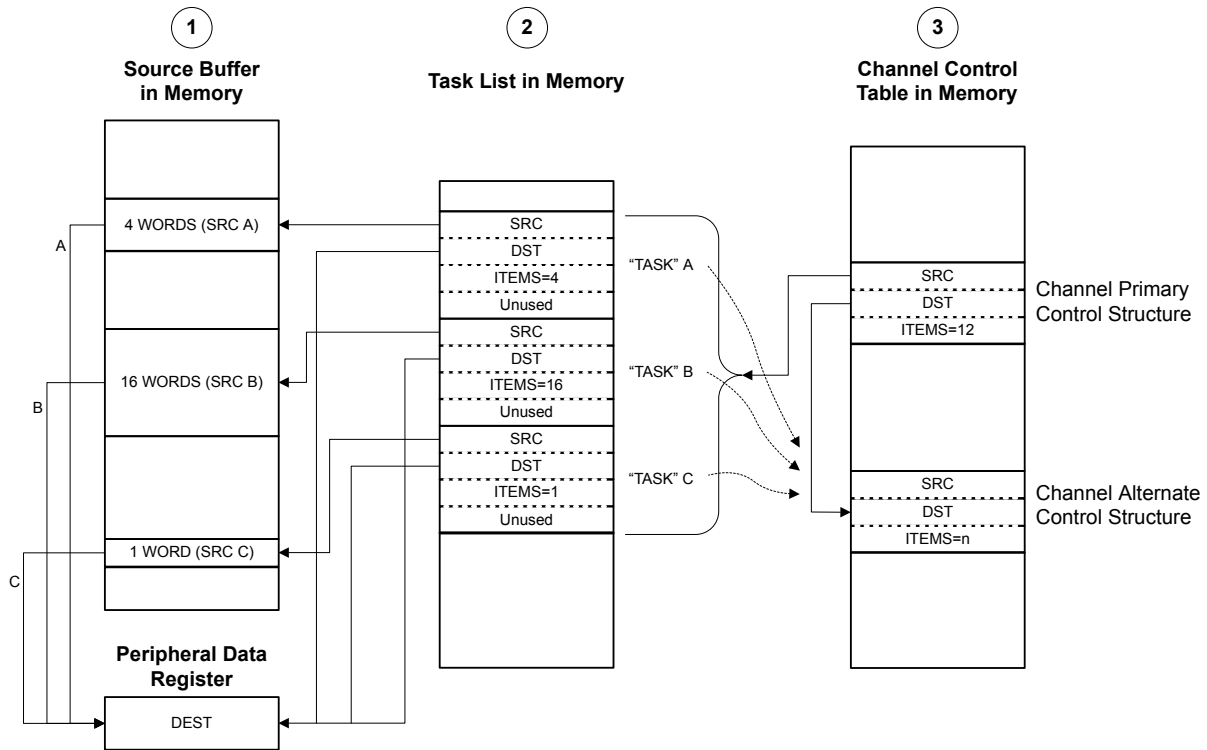 1
Source Buffer
in Memory
4 WORDS (SRC A)
A
16 WORDS (SRC B)
B
1 WORD (SRC C)
C
Peripheral Data
Register
DEST
2
Task List in Memory
SRC
DST
ITEMS=4
Unused
SRC
DST
ITEMS=16
Unused
SRC
DST
ITEMS=1
Unused
“TASK” A
“TASK” B
“TASK” C
3
Channel Control
Table in Memory
SRC
DST
ITEMS=12
Channel Primary
Control Structure
SRC
DST
ITEMS=n
Channel Alternate
Control Structure